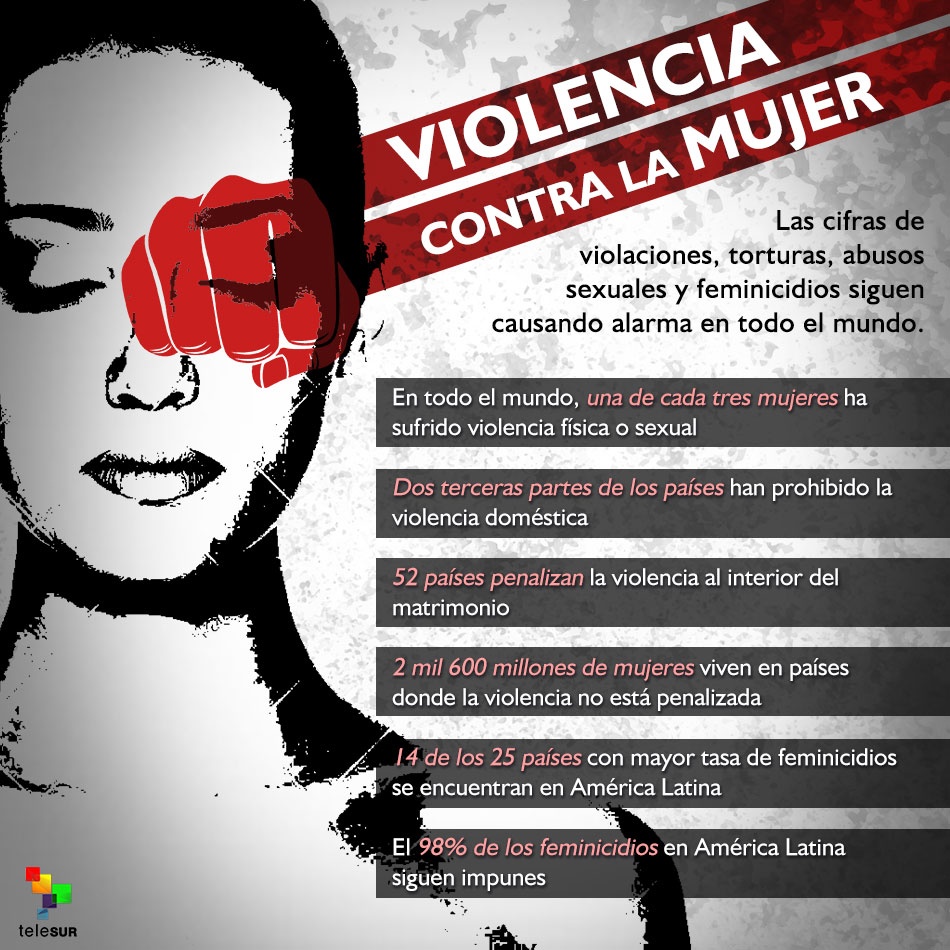 VIOLENCIA
CONTRA LA MUJER
Las cifras de
violaciones, torturas, abusos
sexuales y feminicidios siguen
causando alarma en todo el mundo.
En todo el mundo, una de cada tres mujeres ha
sufrido violencia física o sexual
Dos terceras partes de los países han prohibido la
violencia doméstica
52 países penalizan la violencia al interior del
matrimonio
2 mil 600 millones de mujeres viven en países
donde la violencia no está penalizada
14 de los 25 países con mayor tasa de feminicidios
se encuentran en América Latina
El 98% de los feminicidios en América Latina
siguen impunes
teleSUR